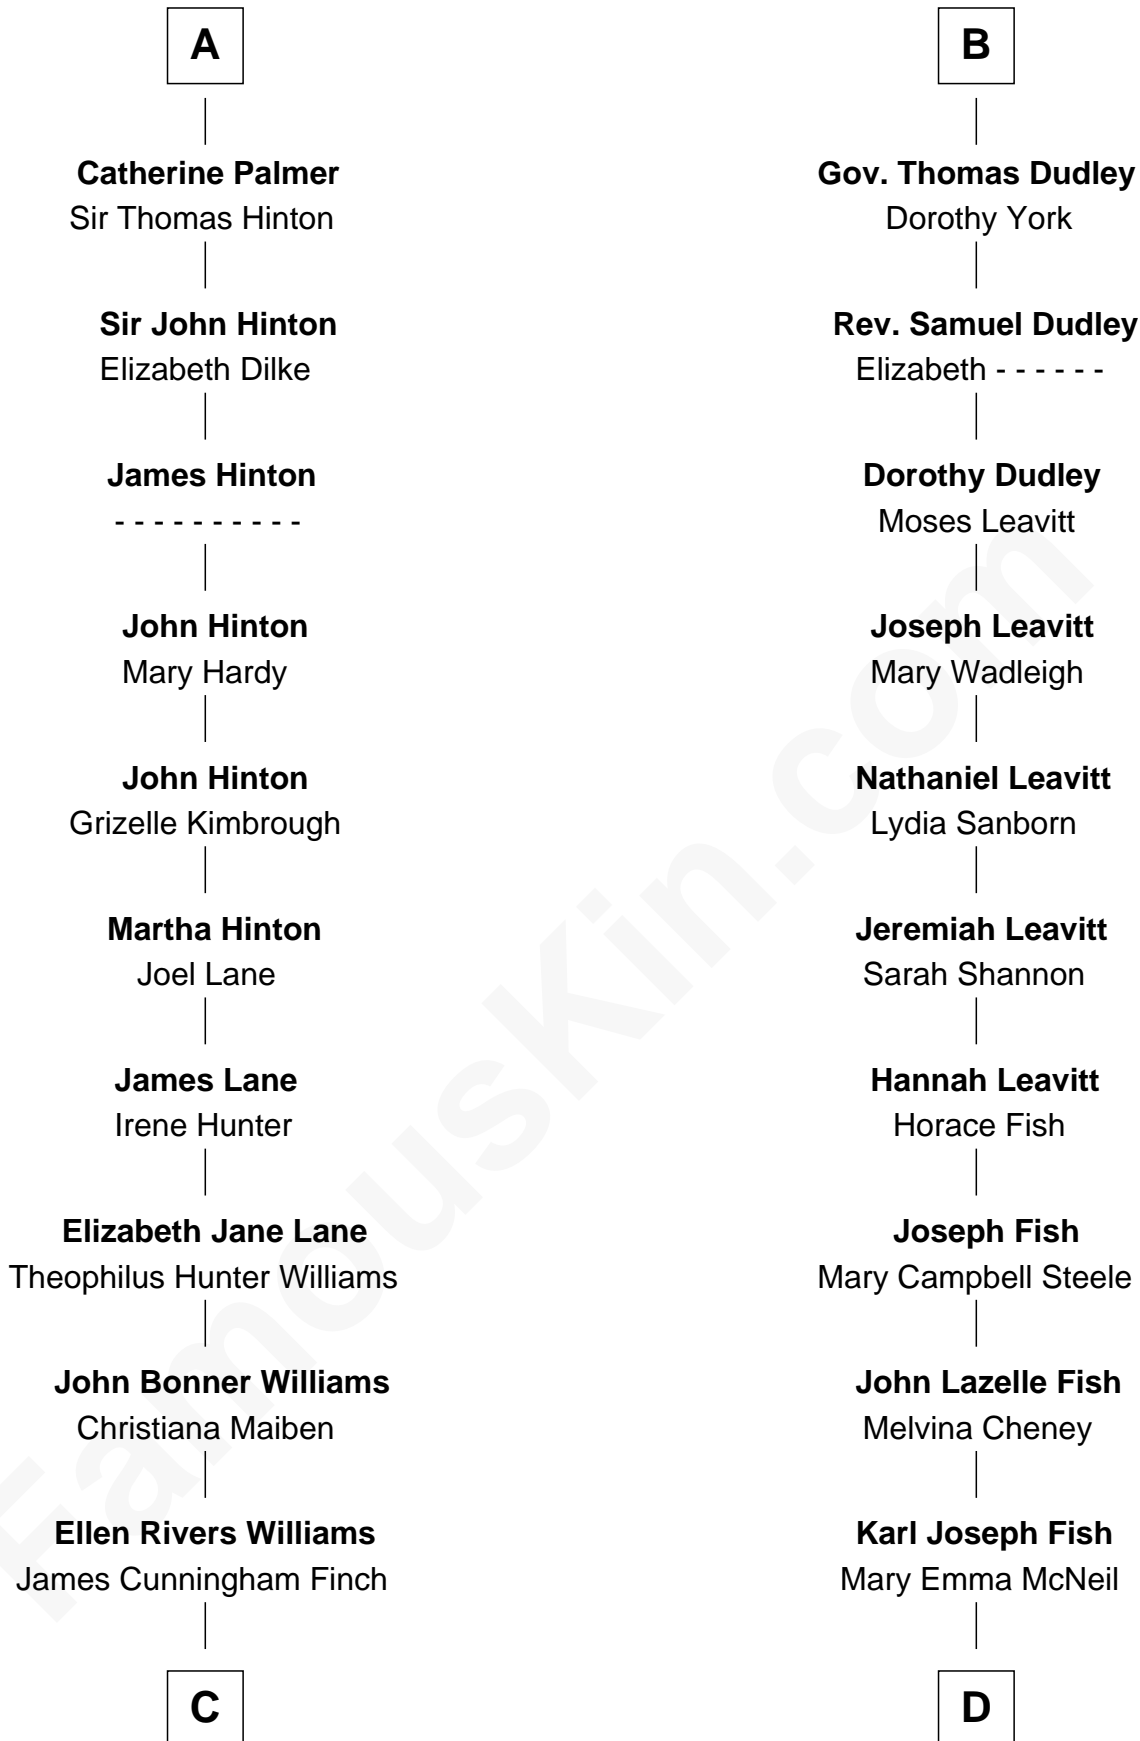 A
Catherine Palmer
Sir Thomas Hinton
Sir John Hinton
Elizabeth Dilke
James Hinton
- - - - - - - - - -
John Hinton
Mary Hardy
John Hinton
Grizelle Kimbrough
Martha Hinton
Joel Lane
James Lane
Irene Hunter
Elizabeth Jane Lane
Theophilus Hunter Williams
John Bonner Williams
Christiana Maiben
Ellen Rivers Williams
James Cunningham Finch
C
B
Gov. Thomas Dudley
Dorothy York
Rev. Samuel Dudley
Elizabeth - - - - - -
Dorothy Dudley
Moses Leavitt
Joseph Leavitt
Mary Wadleigh
Nathaniel Leavitt
Lydia Sanborn
Jeremiah Leavitt
Sarah Shannon
Hannah Leavitt
Horace Fish
Joseph Fish
Mary Campbell Steele
John Lazelle Fish
Melvina Cheney
Karl Joseph Fish
Mary Emma McNeil
D
FamousKin.com